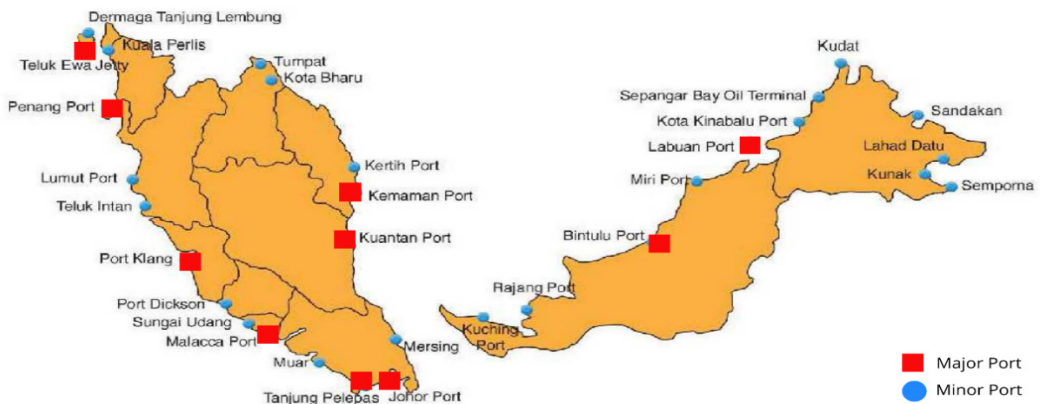 Dermaga Tanjung Lembung
Kuala Perlis
Teluk Ewa Jetty
Penang Port
Lumut Port
Teluk Intan
Port Klang
Port Dickson
Sungai Udang
Malacca Port
Muar
Tanjung Pelepas
Johor Port
Mersing
Kuantan Port
Kemaman Port
Kertih Port
Kota Bharu
Tumpat
Kudat
Sepangar Bay Oil Terminal
Kota Kinabalu Port
Labuan Port
Miri Port
Bintulu Port
Rajang Port
Kuching
Port
Sandakan
Lahad Datu
Kunak
Semporna
Major Port
Minor Port